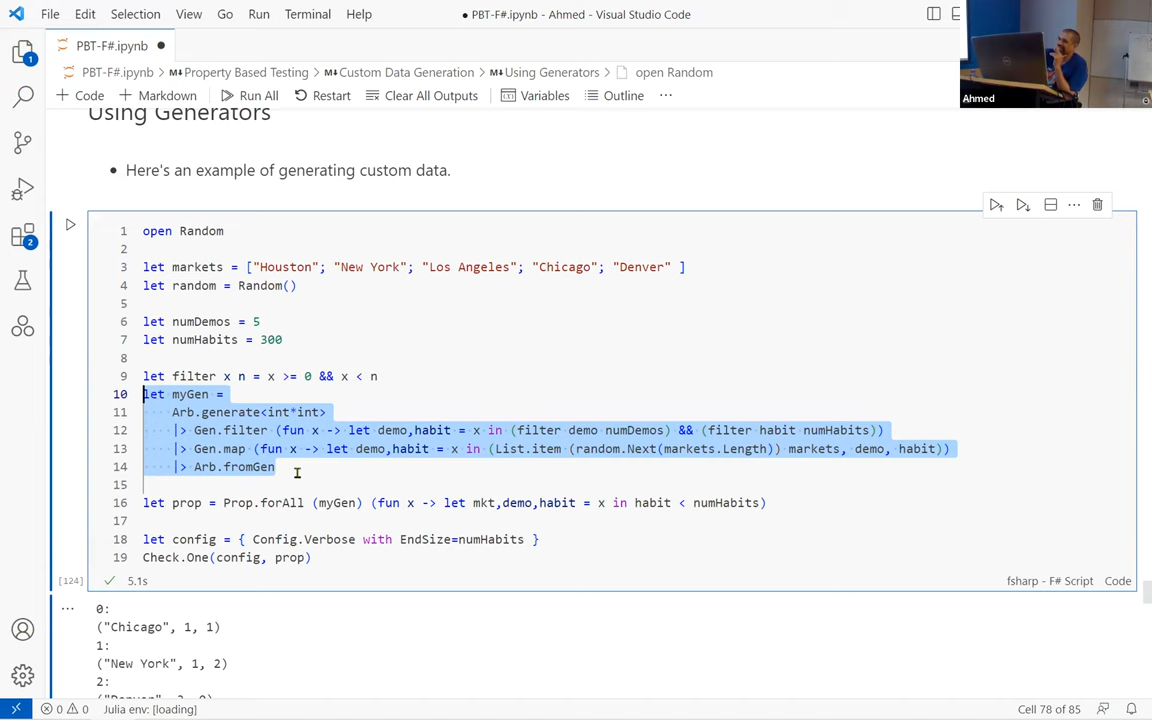 File Edit Selection View Go Run Terminal Help
● PBT-F#.ipynb - Ahmed - Visual Studio Code
PBT-F#.ipynb ●
PBT-F#.ipynb > Property Based Testing > Custom Data Generation > Using Generators > open Random
+ Code + Markdown Run All Restart Clear All Outputs Variables Outline ...
Ahmed
Using Generators
• Here's an example of generating custom data.
1 open Random
2
3 let markets = ["Houston"; "New York"; "Los Angeles"; "Chicago"; "Denver" ]
4 let random = Random()
5
6 let numDemos = 5
7 let numHabits = 300
8
9 let filter x n = x >= 0 && x < n
10 let myGen =
11 Arb.generate<int*int>
12 |> Gen.filter (fun x -> let demo,habit = x in (filter demo numDemos) && (filter habit numHabits))
13 |> Gen.map (fun x -> let demo,habit = x in (List.item (random.Next(markets.Length)) markets, demo, habit))
14 |> Arb.fromGen
15
16 let prop = Prop.forAll (myGen) (fun x -> let mkt,demo,habit = x in habit < numHabits)
17
18 let config = { Config.Verbose with EndSize=numHabits }
19 Check.One(config, prop)
[124] ✓ 5.1s fsharp - F# Script Code
... 0:
("Chicago", 1, 1)
1:
("New York", 1, 2)
2:
1
2
0 0 Julia env: [loading] Cell 78 of 85